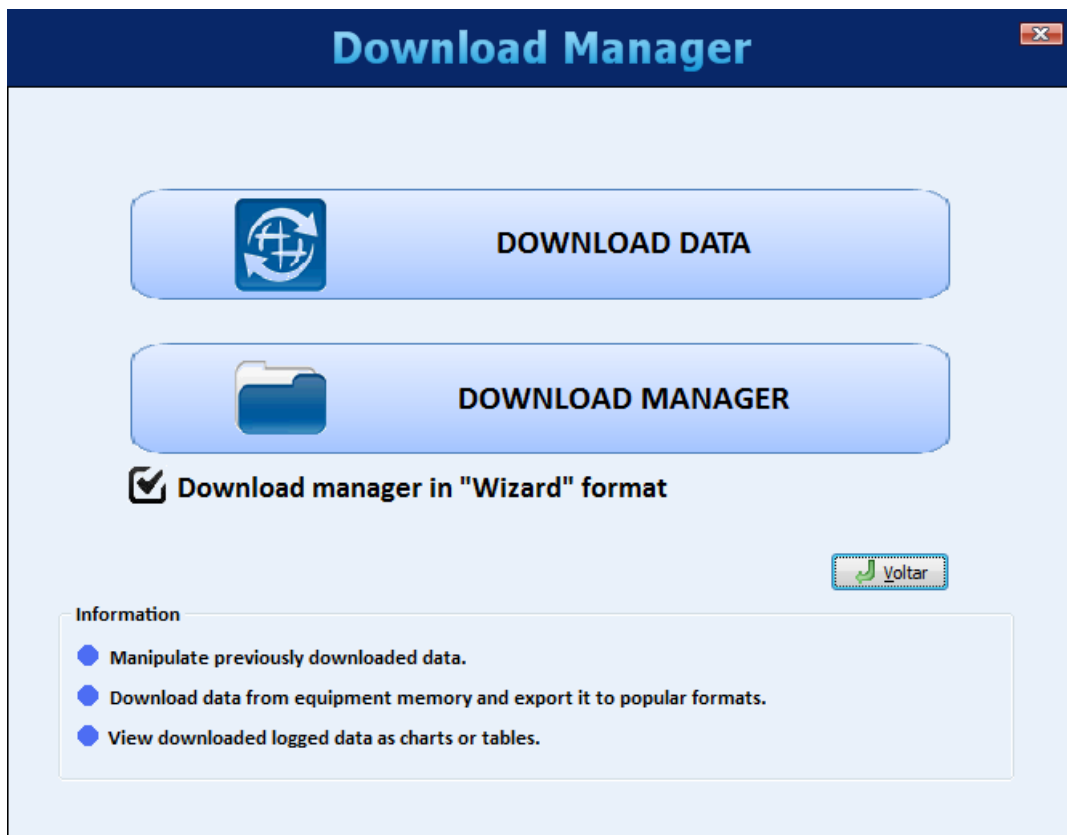 Download Manager
DOWNLOAD DATA
DOWNLOAD MANAGER
Download manager in "Wizard" format
Voltar
Information
Manipulate previously downloaded data.
Download data from equipment memory and export it to popular formats.
View downloaded logged data as charts or tables.